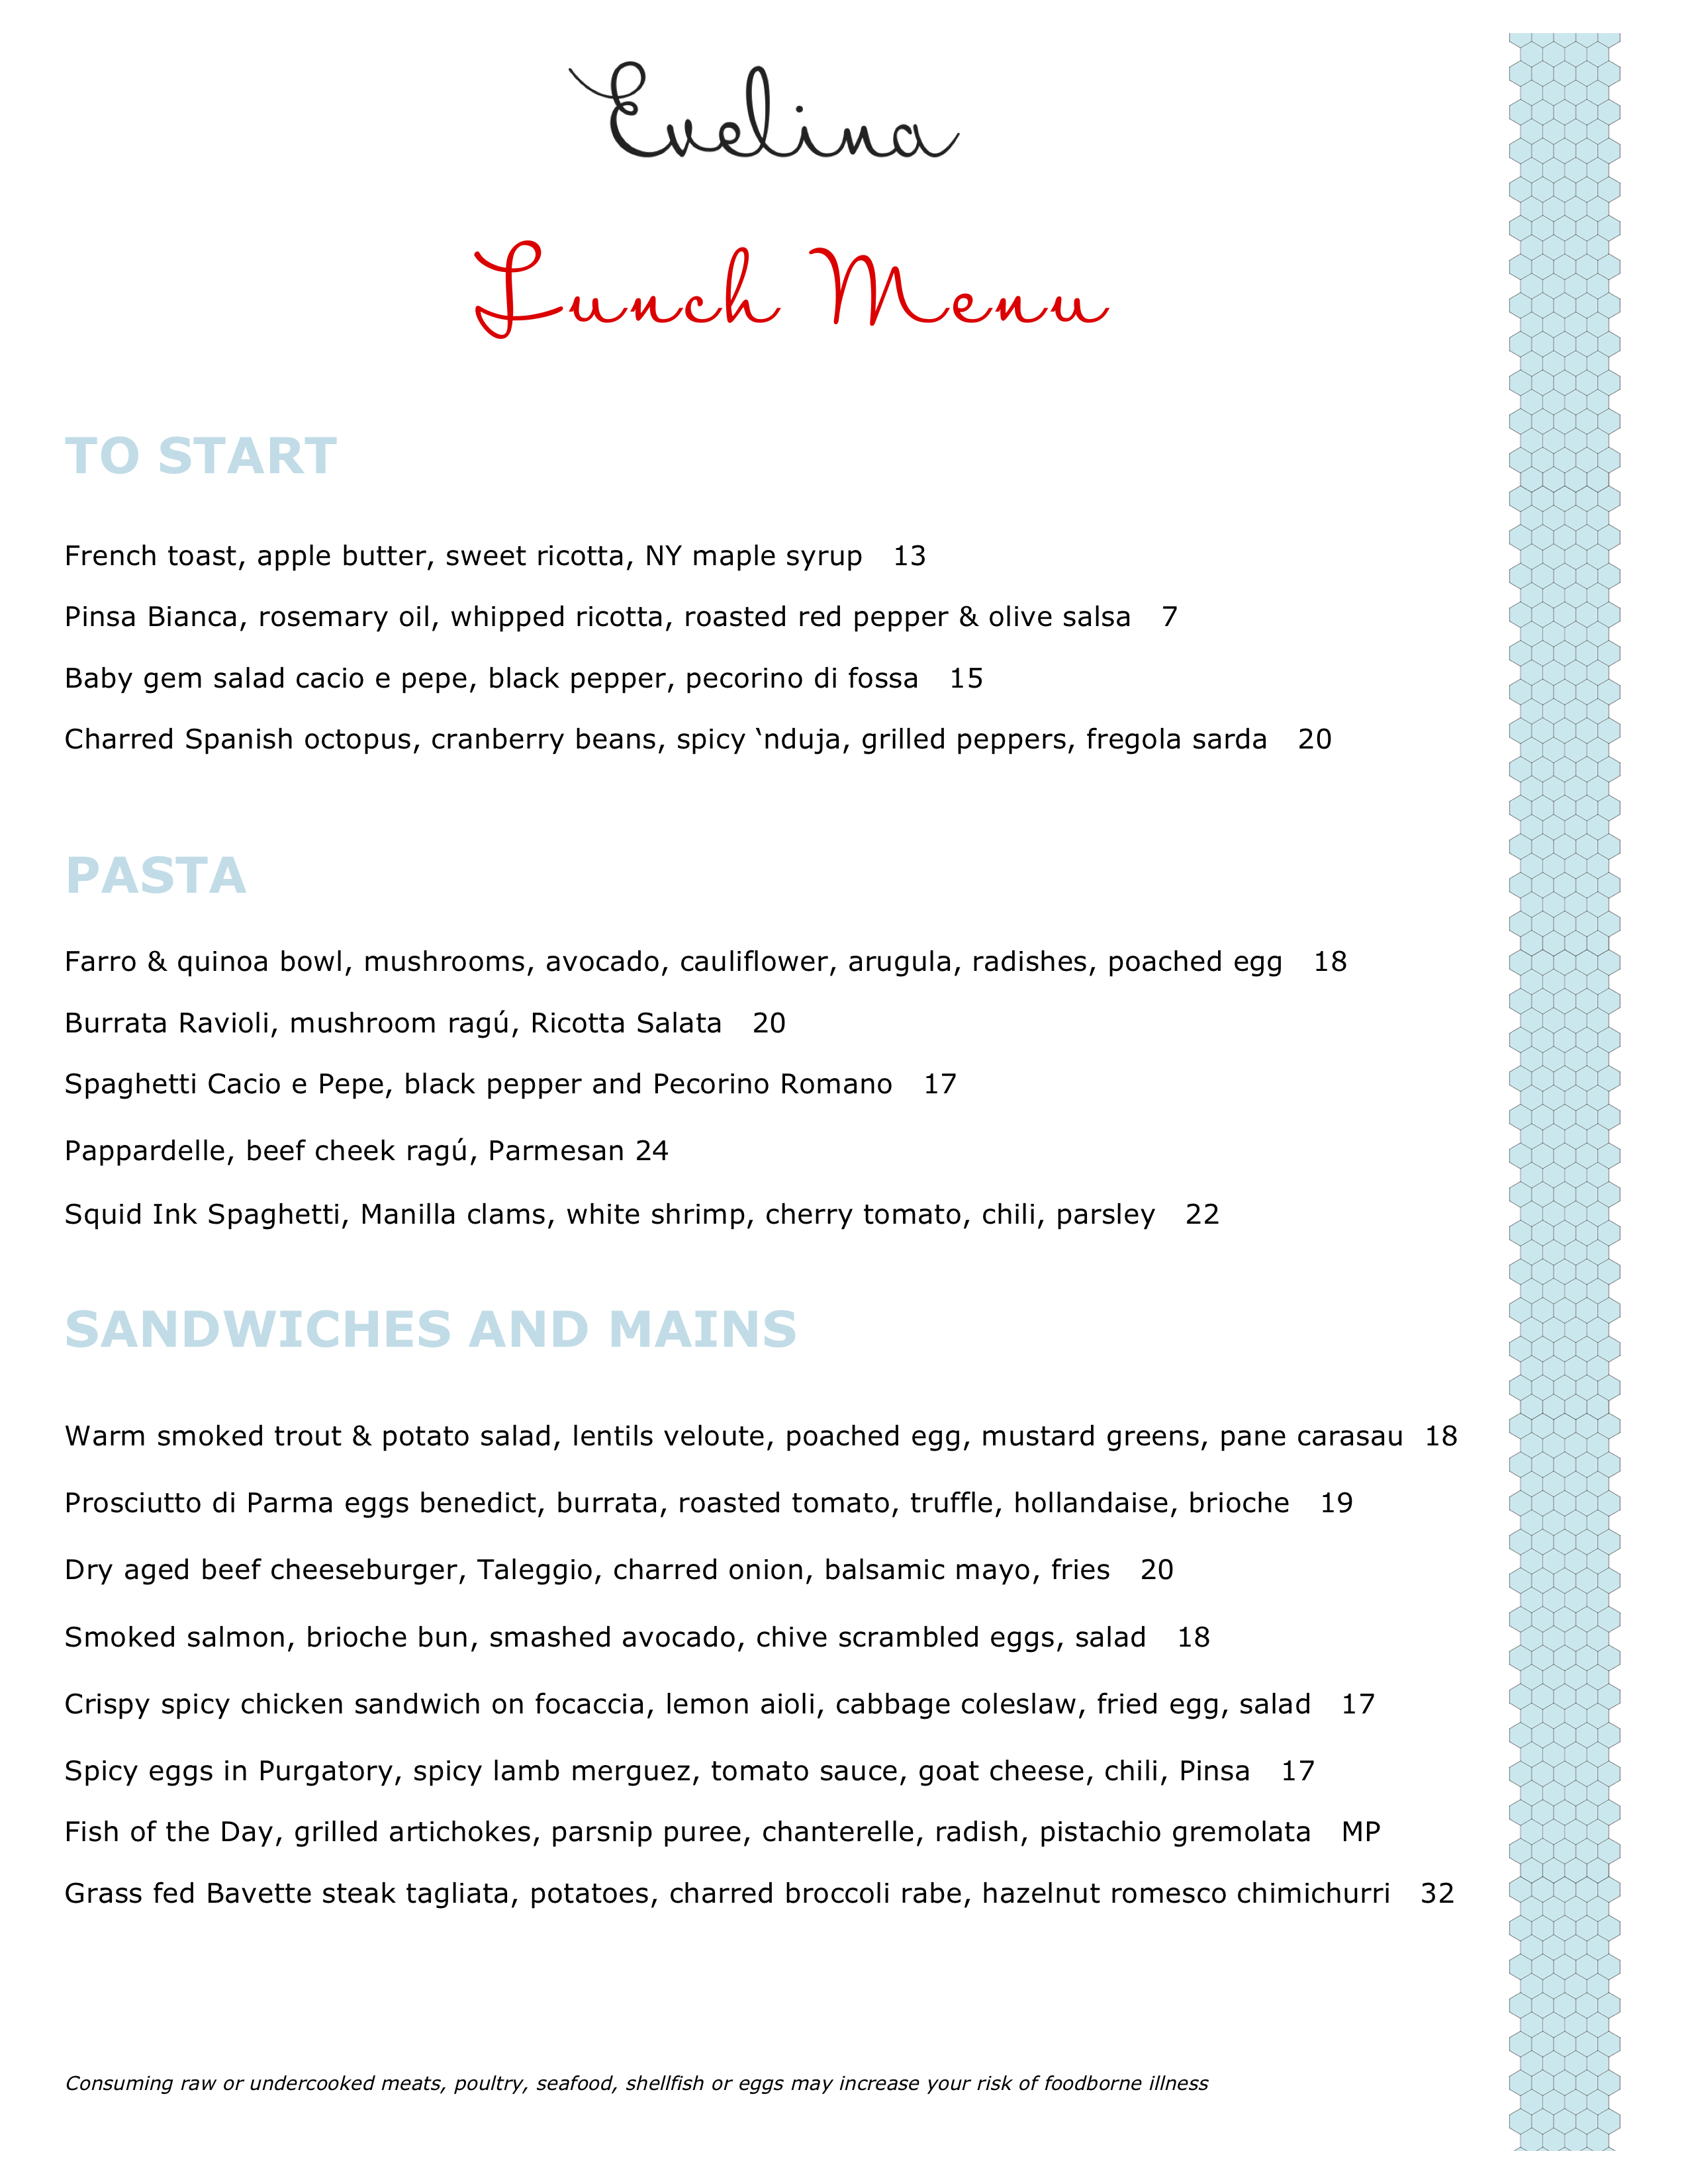 Evelina
Lunch Menu
TO START
French toast, apple butter, sweet ricotta, NY maple syrup 13
Pinsa Bianca, rosemary oil, whipped ricotta, roasted red pepper & olive salsa 7
Baby gem salad cacio e pepe, black pepper, pecorino di fossa 15
Charred Spanish octopus, cranberry beans, spicy ‘nduja, grilled peppers, fregola sarda 20
PASTA
Farro & quinoa bowl, mushrooms, avocado, cauliflower, arugula, radishes, poached egg 18
Burrata Ravioli, mushroom ragú, Ricotta Salata 20
Spaghetti Cacio e Pepe, black pepper and Pecorino Romano 17
Pappardelle, beef cheek ragú, Parmesan 24
Squid Ink Spaghetti, Manilla clams, white shrimp, cherry tomato, chili, parsley 22
SANDWICHES AND MAINS
Warm smoked trout & potato salad, lentils veloute, poached egg, mustard greens, pane carasau 18
Prosciutto di Parma eggs benedict, burrata, roasted tomato, truffle, hollandaise, brioche 19
Dry aged beef cheeseburger, Taleggio, charred onion, balsamic mayo, fries 20
Smoked salmon, brioche bun, smashed avocado, chive scrambled eggs, salad 18
Crispy spicy chicken sandwich on focaccia, lemon aioli, cabbage coleslaw, fried egg, salad 17
Spicy eggs in Purgatory, spicy lamb merguez, tomato sauce, goat cheese, chili, Pinsa 17
Fish of the Day, grilled artichokes, parsnip puree, chanterelle, radish, pistachio gremolata MP
Grass fed Bavette steak tagliata, potatoes, charred broccoli rabe, hazelnut romesco chimichurri 32
Consuming raw or undercooked meats, poultry, seafood, shellfish or eggs may increase your risk of foodborne illness